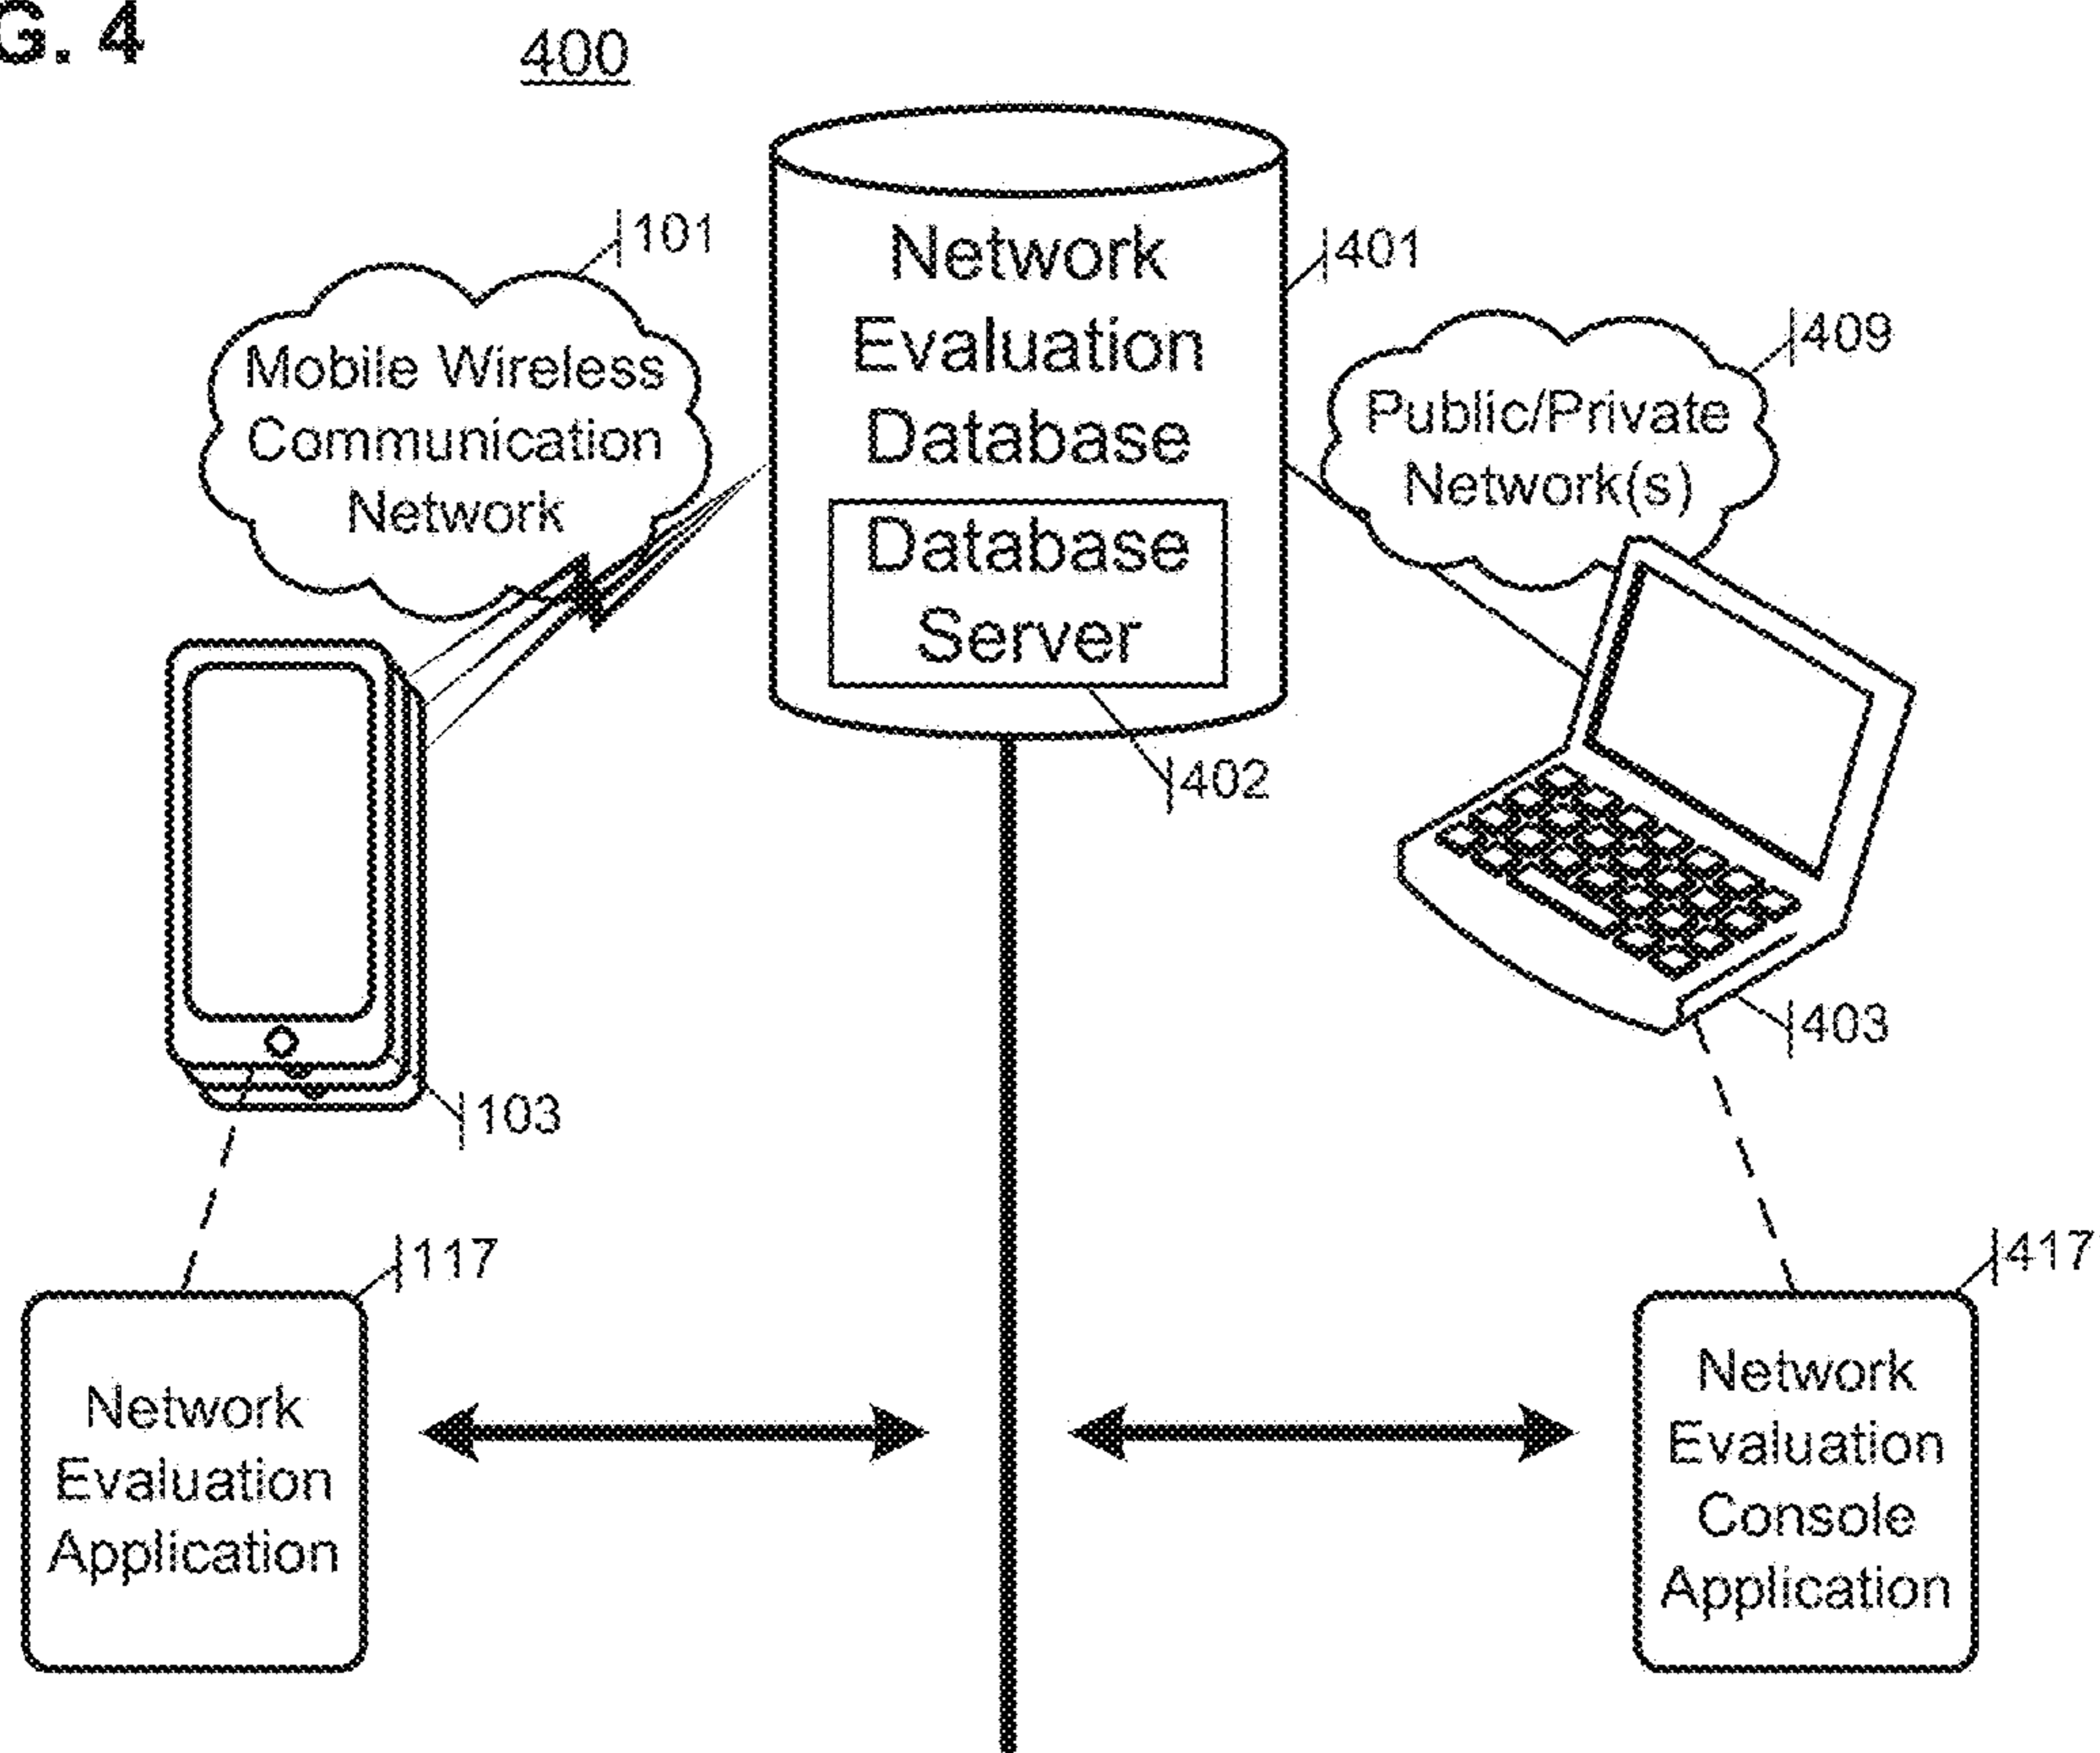 G. 4
400
101
Network
Evaluation
Database
401
409
Mobile Wireless
Communication
Network
Public/Private
Network(s)
Database
Server
402
403
103
117
417
Network
Evaluation
Application
Network
Evaluation
Console
Application